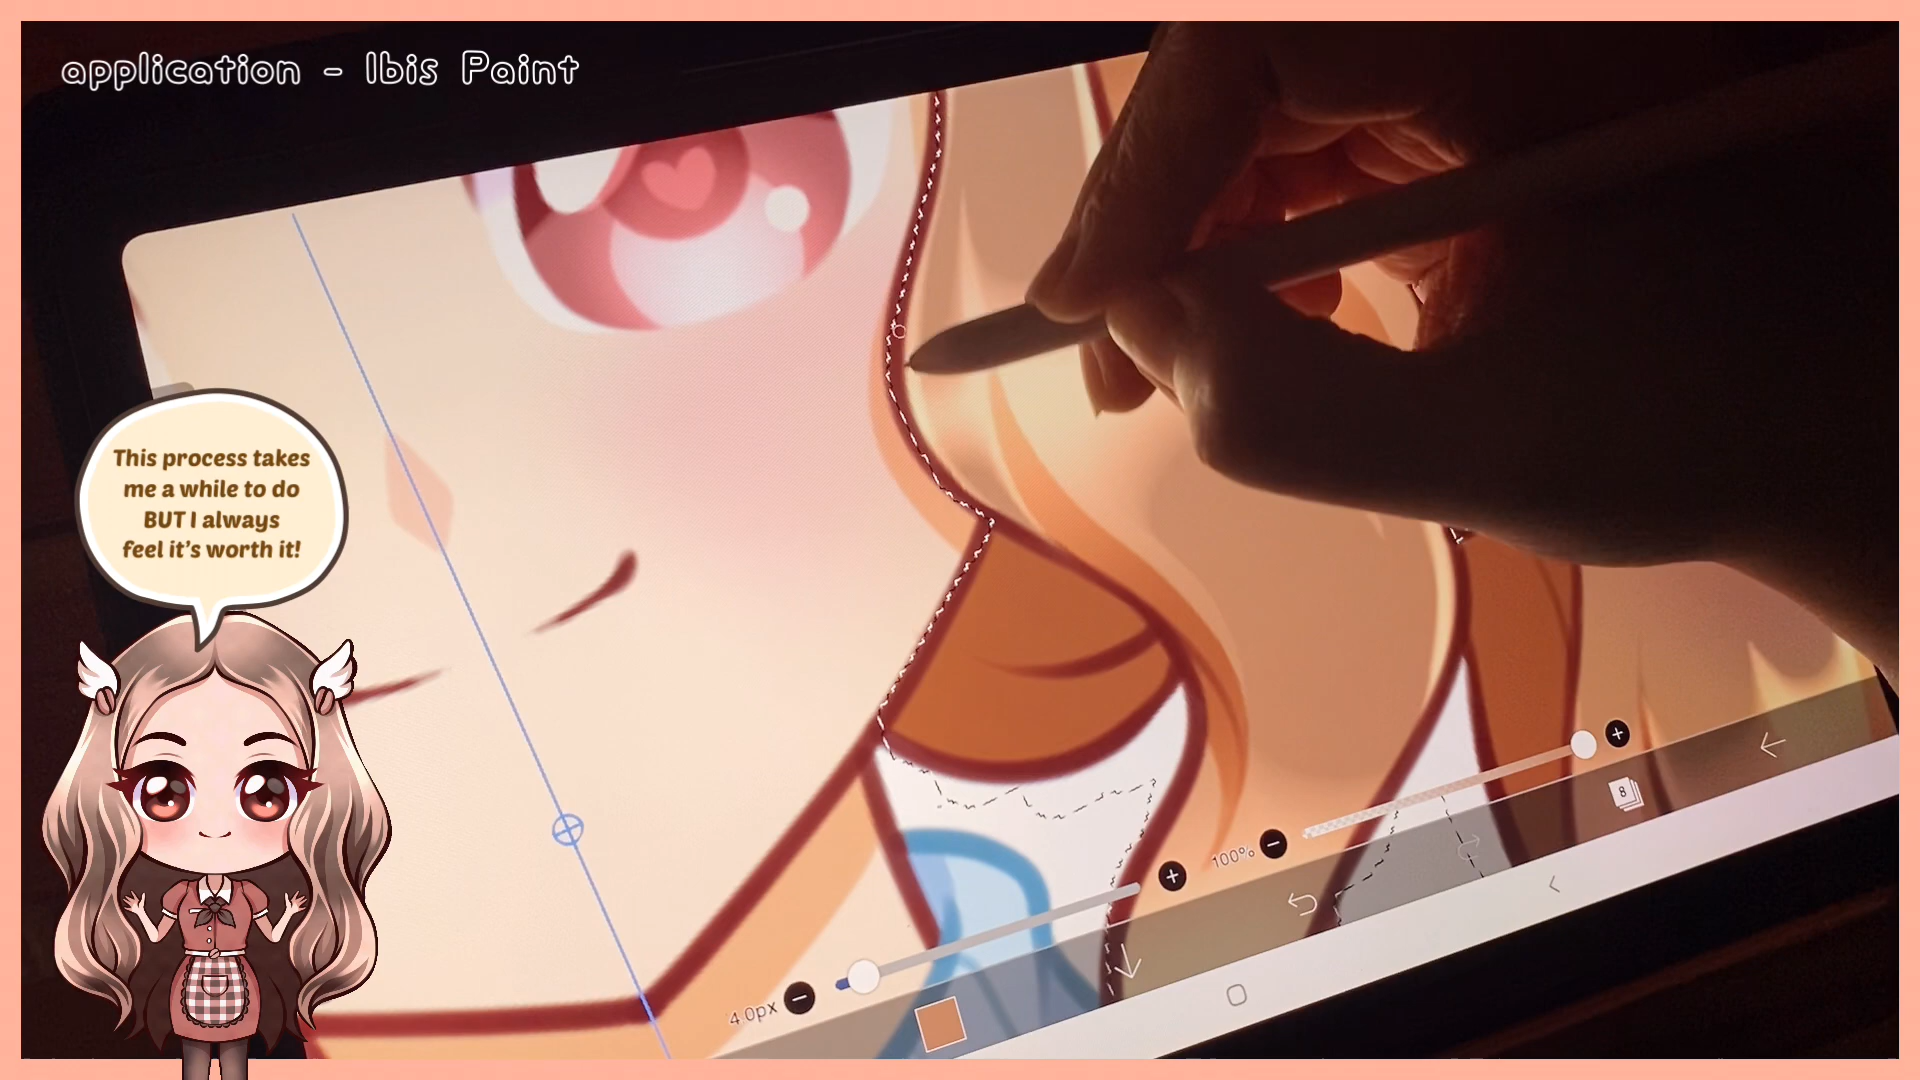 application - Ibis Paint
This process takes
me a while to do
BUT I always
feel it's worth it!
8
100%
4.0px